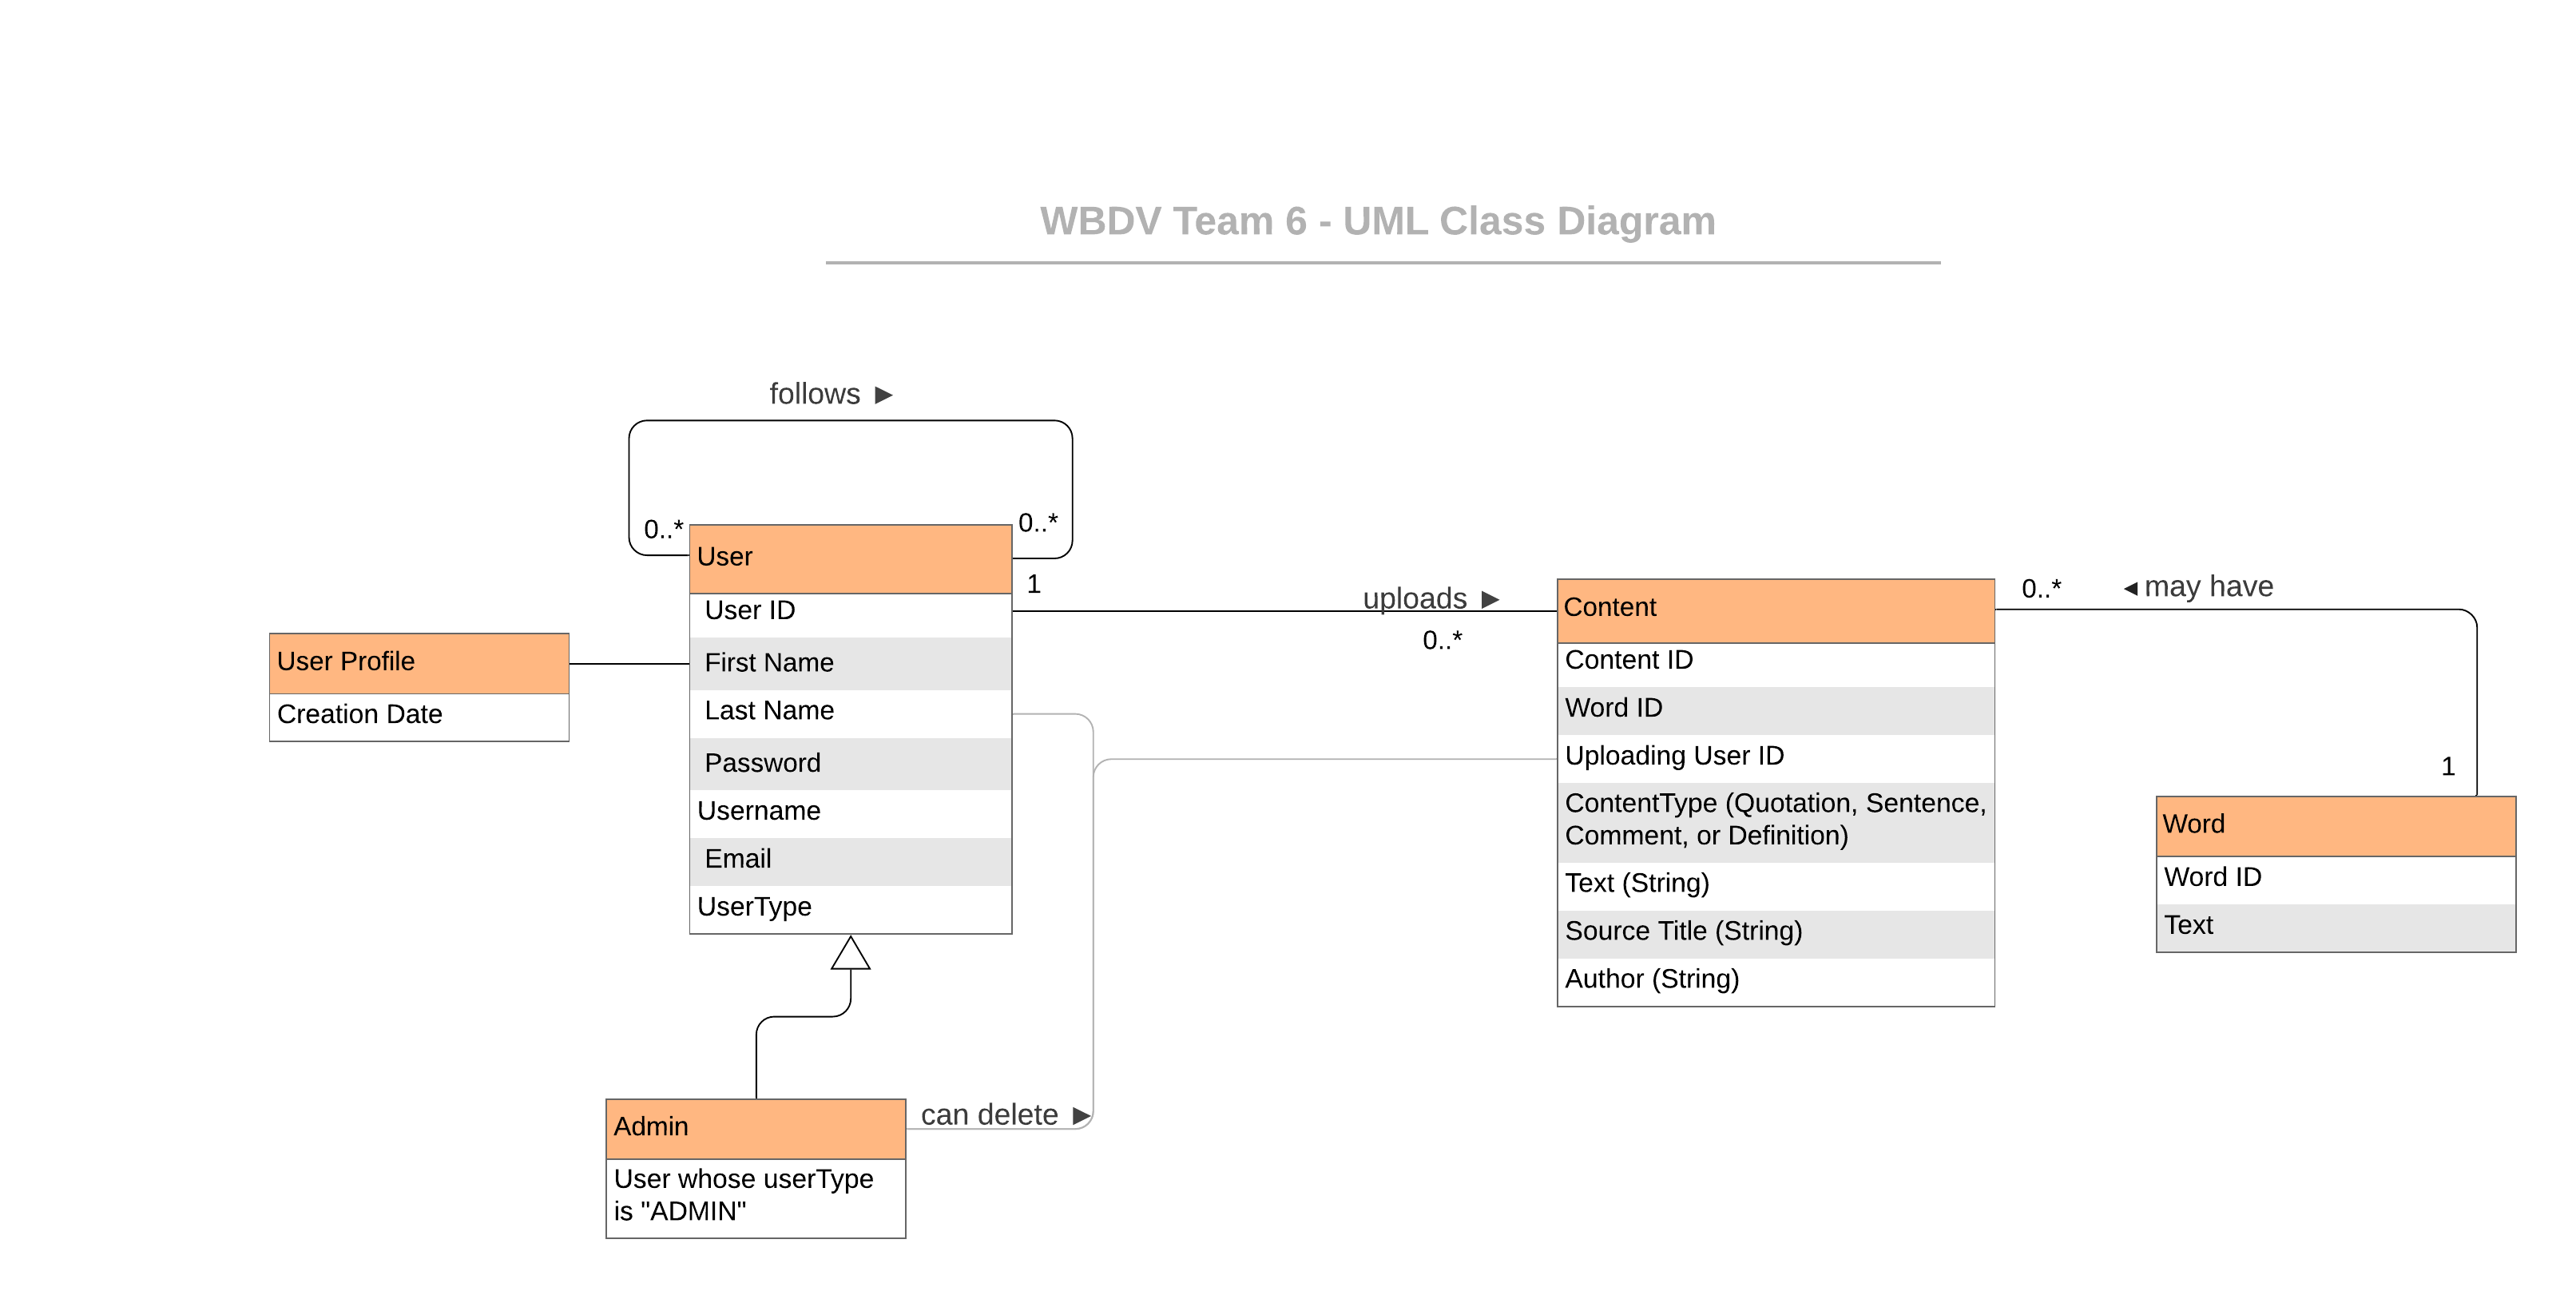 WBDV Team 6 - UML Class Diagram
follows ►
0..*
0..*
User
User ID
First Name
Last Name
Password
Username
Email
UserType
User Profile
Creation Date
1
uploads ►
0..*
Content
Content ID
Word ID
Uploading User ID
ContentType (Quotation, Sentence,
Comment, or Definition)
Text (String)
Source Title (String)
Author (String)
0..*
◄ may have
1
Word
Word ID
Text
can delete ►
Admin
User whose userType
is "ADMIN"